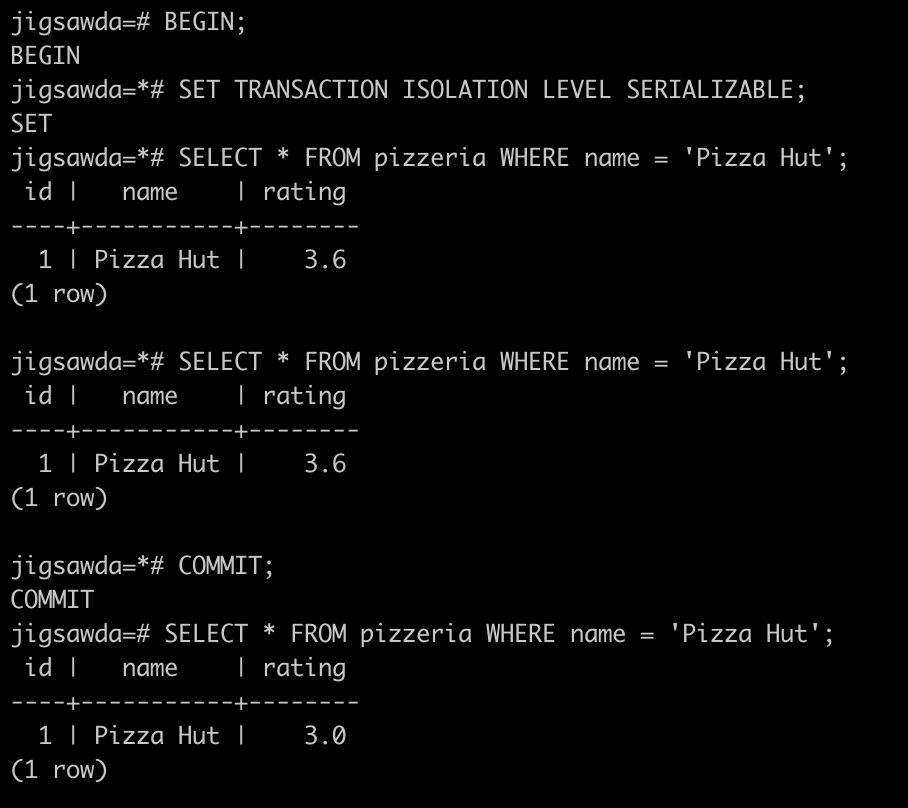 jigsawda=# BEGIN;
BEGIN
jigsawda=*# SET TRANSACTION ISOLATION LEVEL SERIALIZABLE;
SET
jigsawda=*# SELECT * FROM pizzeria WHERE name = 'Pizza Hut';
 id |   name    | rating
----+-----------+--------
  1 | Pizza Hut |    3.6
(1 row)

jigsawda=*# SELECT * FROM pizzeria WHERE name = 'Pizza Hut';
 id |   name    | rating
----+-----------+--------
  1 | Pizza Hut |    3.6
(1 row)

jigsawda=*# COMMIT;
COMMIT
jigsawda=# SELECT * FROM pizzeria WHERE name = 'Pizza Hut';
 id |   name    | rating
----+-----------+--------
  1 | Pizza Hut |    3.0
(1 row)